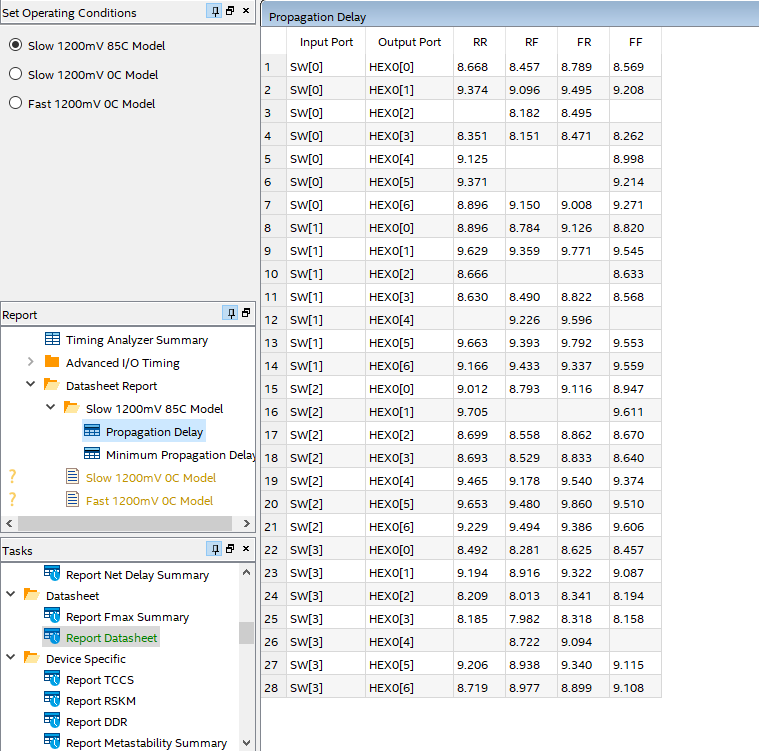 Set Operating Conditions
Slow 1200mV 85C Model
Slow 1200mV 0C Model
Fast 1200mV 0C Model
Report
Timing Analyzer Summary
Advanced I/O Timing
Datasheet Report
Slow 1200mV 85C Model
Propagation Delay
Minimum Propagation Delay
? Slow 1200mV 0C Model
? Fast 1200mV 0C Model
Tasks
Report Net Delay Summary
Datasheet
Report Fmax Summary
Report Datasheet
Device Specific
Report TCCS
Report RSKM
Report DDR
Report Metastability Summary
Propagation Delay
Input Port Output Port RR RF FR FF
1 SW[0] HEX0[0] 8.668 8.457 8.789 8.569
2 SW[0] HEX0[1] 9.374 9.096 9.495 9.208
3 SW[0] HEX0[2] 8.182 8.495
4 SW[0] HEX0[3] 8.351 8.151 8.471 8.262
5 SW[0] HEX0[4] 9.125 8.998
6 SW[0] HEX0[5] 9.371 9.214
7 SW[0] HEX0[6] 8.896 9.150 9.008 9.271
8 SW[1] HEX0[0] 8.896 8.784 9.126 8.820
9 SW[1] HEX0[1] 9.629 9.359 9.771 9.545
10 SW[1] HEX0[2] 8.666 8.633
11 SW[1] HEX0[3] 8.630 8.490 8.822 8.568
12 SW[1] HEX0[4] 9.226 9.596
13 SW[1] HEX0[5] 9.663 9.393 9.792 9.553
14 SW[1] HEX0[6] 9.166 9.433 9.337 9.559
15 SW[2] HEX0[0] 9.012 8.793 9.116 8.947
16 SW[2] HEX0[1] 9.705 9.611
17 SW[2] HEX0[2] 8.699 8.558 8.862 8.670
18 SW[2] HEX0[3] 8.693 8.529 8.833 8.640
19 SW[2] HEX0[4] 9.465 9.178 9.540 9.374
20 SW[2] HEX0[5] 9.653 9.480 9.860 9.510
21 SW[2] HEX0[6] 9.229 9.494 9.386 9.606
22 SW[3] HEX0[0] 8.492 8.281 8.625 8.457
23 SW[3] HEX0[1] 9.194 8.916 9.322 9.087
24 SW[3] HEX0[2] 8.209 8.013 8.341 8.194
25 SW[3] HEX0[3] 8.185 7.982 8.318 8.158
26 SW[3] HEX0[4] 8.722 9.094
27 SW[3] HEX0[5] 9.206 8.938 9.340 9.115
28 SW[3] HEX0[6] 8.719 8.977 8.899 9.108